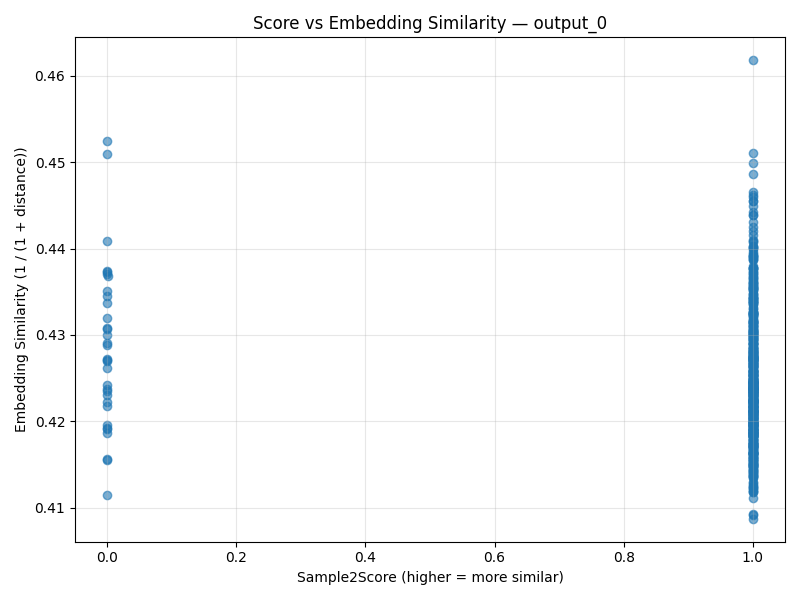 Score vs Embedding Similarity — output_0
Embedding Similarity (1 / (1 + distance))
0.46
0.45
0.44
0.43
0.42
0.41
0.0 0.2 0.4 0.6 0.8 1.0
Sample2Score (higher = more similar)